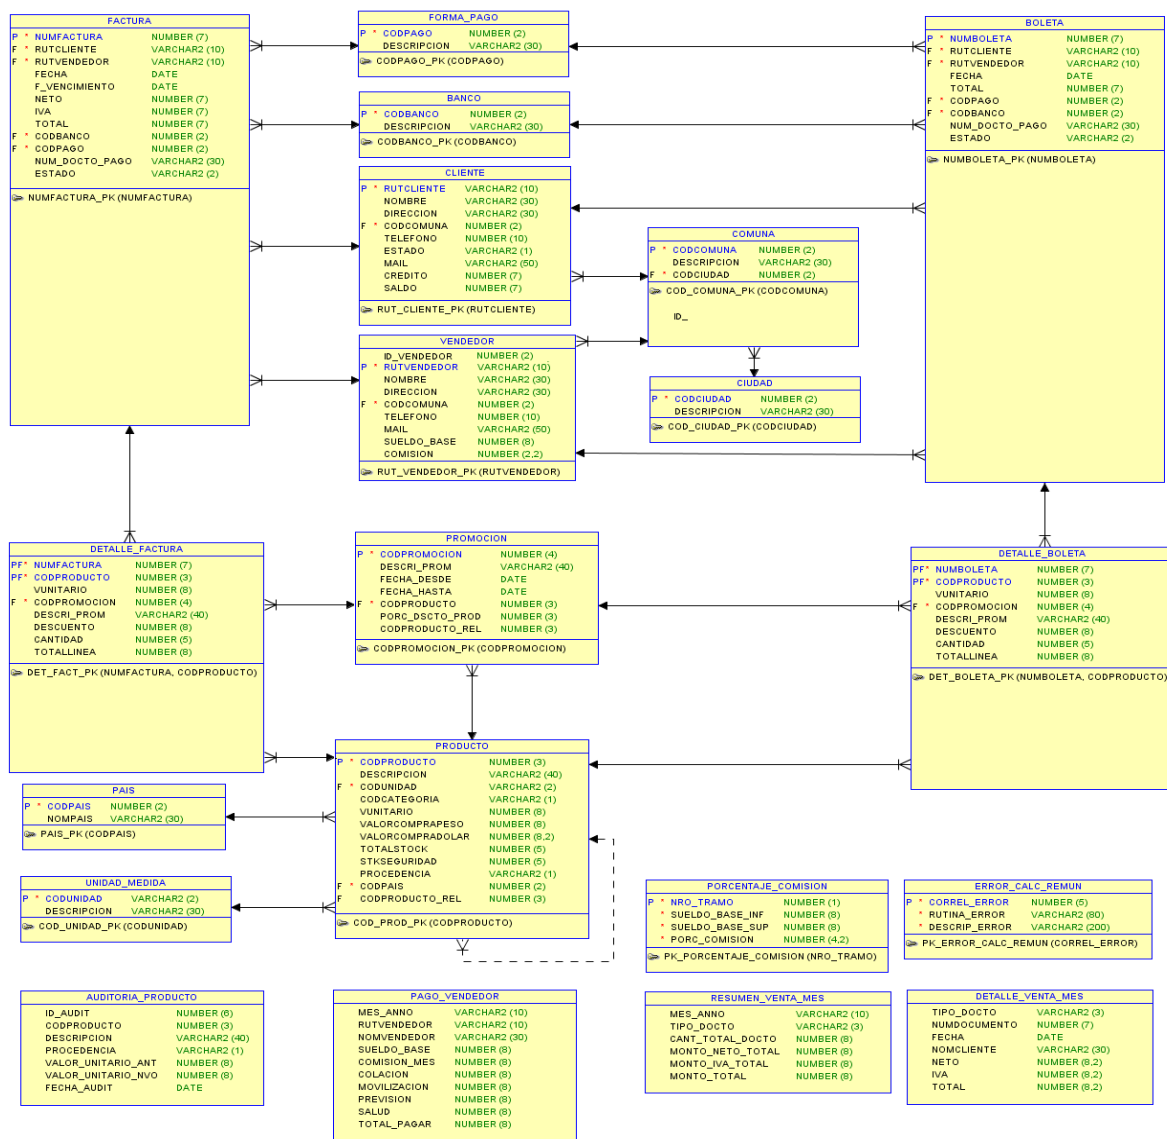 FACTURA
P * NUMFACTURA NUMBER (7)
F * RUTCLIENTE VARCHAR2 (10)
F * RUTVENDEDOR VARCHAR2 (10)
FECHA DATE
F_VENCIMIENTO DATE
NETO NUMBER (7)
IVA NUMBER (7)
TOTAL NUMBER (7)
F * CODBANCO NUMBER (2)
F * CODPAGO NUMBER (2)
NUM_DOCTO_PAGO VARCHAR2 (30)
ESTADO VARCHAR2 (2)
NUMFACTURA_PK (NUMFACTURA)
FORMA_PAGO
P * CODPAGO NUMBER (2)
DESCRIPCION VARCHAR2 (30)
CODPAGO_PK (CODPAGO)
BANCO
P * CODBANCO NUMBER (2)
DESCRIPCION VARCHAR2 (30)
CODBANCO_PK (CODBANCO)
CLIENTE
P * RUTCLIENTE VARCHAR2 (10)
NOMBRE VARCHAR2 (30)
DIRECCION VARCHAR2 (30)
F * CODCOMUNA NUMBER (2)
TELEFONO NUMBER (10)
ESTADO VARCHAR2 (1)
MAIL VARCHAR2 (50)
CREDITO NUMBER (7)
SALDO NUMBER (7)
RUT_CLIENTE_PK (RUTCLIENTE)
VENDEDOR
ID_VENDEDOR NUMBER (2)
P * RUTVENDEDOR VARCHAR2 (10)
NOMBRE VARCHAR2 (30)
DIRECCION VARCHAR2 (30)
F * CODCOMUNA NUMBER (2)
TELEFONO NUMBER (10)
MAIL VARCHAR2 (50)
SUELDO_BASE NUMBER (8)
COMISION NUMBER (2,2)
RUT_VENDEDOR_PK (RUTVENDEDOR)
COMUNA
P * CODCOMUNA NUMBER (2)
DESCRIPCION VARCHAR2 (30)
F * CODCIUDAD NUMBER (2)
COD_COMUNA_PK (CODCOMUNA)
ID_
CIUDAD
P * CODCIUDAD NUMBER (2)
DESCRIPCION VARCHAR2 (30)
COD_CIUDAD_PK (CODCIUDAD)
BOLETA
P * NUMBOLETA NUMBER (7)
F * RUTCLIENTE VARCHAR2 (10)
F * RUTVENDEDOR VARCHAR2 (10)
FECHA DATE
TOTAL NUMBER (7)
F * CODPAGO NUMBER (2)
F * CODBANCO NUMBER (2)
NUM_DOCTO_PAGO VARCHAR2 (30)
ESTADO VARCHAR2 (2)
NUMBOLETA_PK (NUMBOLETA)
DETALLE_FACTURA
PF* NUMFACTURA NUMBER (7)
PF* CODPRODUCTO NUMBER (3)
VUNITARIO NUMBER (8)
F * CODPROMOCION NUMBER (4)
DESCRI_PROM VARCHAR2 (40)
DESCUENTO NUMBER (8)
CANTIDAD NUMBER (5)
TOTALLINEA NUMBER (8)
DET_FACT_PK (NUMFACTURA, CODPRODUCTO)
PROMOCION
P * CODPROMOCION NUMBER (4)
DESCRI_PROM VARCHAR2 (40)
FECHA_DESDE DATE
FECHA_HASTA DATE
F * CODPRODUCTO NUMBER (3)
PORC_DSCTO_PROD NUMBER (3)
CODPRODUCTO_REL NUMBER (3)
CODPROMOCION_PK (CODPROMOCION)
DETALLE_BOLETA
PF* NUMBOLETA NUMBER (7)
PF* CODPRODUCTO NUMBER (3)
VUNITARIO NUMBER (8)
F * CODPROMOCION NUMBER (4)
DESCRI_PROM VARCHAR2 (40)
DESCUENTO NUMBER (8)
CANTIDAD NUMBER (5)
TOTALLINEA NUMBER (8)
DET_BOLETA_PK (NUMBOLETA, CODPRODUCTO)
PRODUCTO
P * CODPRODUCTO NUMBER (3)
DESCRIPCION VARCHAR2 (40)
F * CODUNIDAD VARCHAR2 (2)
CODCATEGORIA VARCHAR2 (1)
VUNITARIO NUMBER (8)
VALORCOMPRAPESO NUMBER (8)
VALORCOMPRADOLAR NUMBER (8,2)
TOTALSTOCK NUMBER (5)
STKSEGURIDAD NUMBER (5)
PROCEDENCIA VARCHAR2 (1)
F * CODPAIS NUMBER (2)
F CODPRODUCTO_REL NUMBER (3)
COD_PROD_PK (CODPRODUCTO)
PAIS
P * CODPAIS NUMBER (2)
NOMPAIS VARCHAR2 (30)
PAIS_PK (CODPAIS)
UNIDAD_MEDIDA
P * CODUNIDAD VARCHAR2 (2)
DESCRIPCION VARCHAR2 (30)
COD_UNIDAD_PK (CODUNIDAD)
PORCENTAJE_COMISION
P * NRO_TRAMO NUMBER (1)
* SUELDO_BASE_INF NUMBER (8)
* SUELDO_BASE_SUP NUMBER (8)
* PORC_COMISION NUMBER (4,2)
PK_PORCENTAJE_COMISION (NRO_TRAMO)
ERROR_CALC_REMUN
P * CORREL_ERROR NUMBER (5)
* RUTINA_ERROR VARCHAR2 (80)
* DESCRIP_ERROR VARCHAR2 (200)
PK_ERROR_CALC_REMUN (CORREL_ERROR)
AUDITORIA_PRODUCTO
ID_AUDIT NUMBER (6)
CODPRODUCTO NUMBER (3)
DESCRIPCION VARCHAR2 (40)
PROCEDENCIA VARCHAR2 (1)
VALOR_UNITARIO_ANT NUMBER (8)
VALOR_UNITARIO_NVO NUMBER (8)
FECHA_AUDIT DATE
PAGO_VENDEDOR
MES_ANNO VARCHAR2 (10)
RUTVENDEDOR VARCHAR2 (10)
NOMVENDEDOR VARCHAR2 (30)
SUELDO_BASE NUMBER (8)
COMISION_MES NUMBER (8)
COLACION NUMBER (8)
MOVILIZACION NUMBER (8)
PREVISION NUMBER (8)
SALUD NUMBER (8)
TOTAL_PAGAR NUMBER (8)
RESUMEN_VENTA_MES
MES_ANNO VARCHAR2 (10)
TIPO_DOCTO VARCHAR2 (3)
CANT_TOTAL_DOCTO NUMBER (8)
MONTO_NETO_TOTAL NUMBER (8)
MONTO_IVA_TOTAL NUMBER (8)
MONTO_TOTAL NUMBER (8)
DETALLE_VENTA_MES
TIPO_DOCTO VARCHAR2 (3)
NUMDOCUMENTO NUMBER (7)
FECHA DATE
NOMCLIENTE VARCHAR2 (30)
NETO NUMBER (8,2)
IVA NUMBER (8,2)
TOTAL NUMBER (8,2)